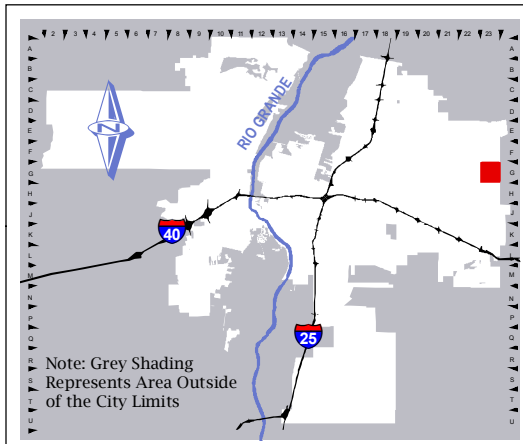 2 3 4 5 6 7 8 9 10 11 12 13 14 15 16 17 18 19 20 21 22 23
A
B
C
D
E
F
G
H
J
K
L
M
N
P
Q
R
S
T
U
A
B
C
D
E
F
G
H
J
K
L
M
N
P
Q
R
S
T
U
N
RIO GRANDE
40
25
Note: Grey Shading
Represents Area Outside
of the City Limits